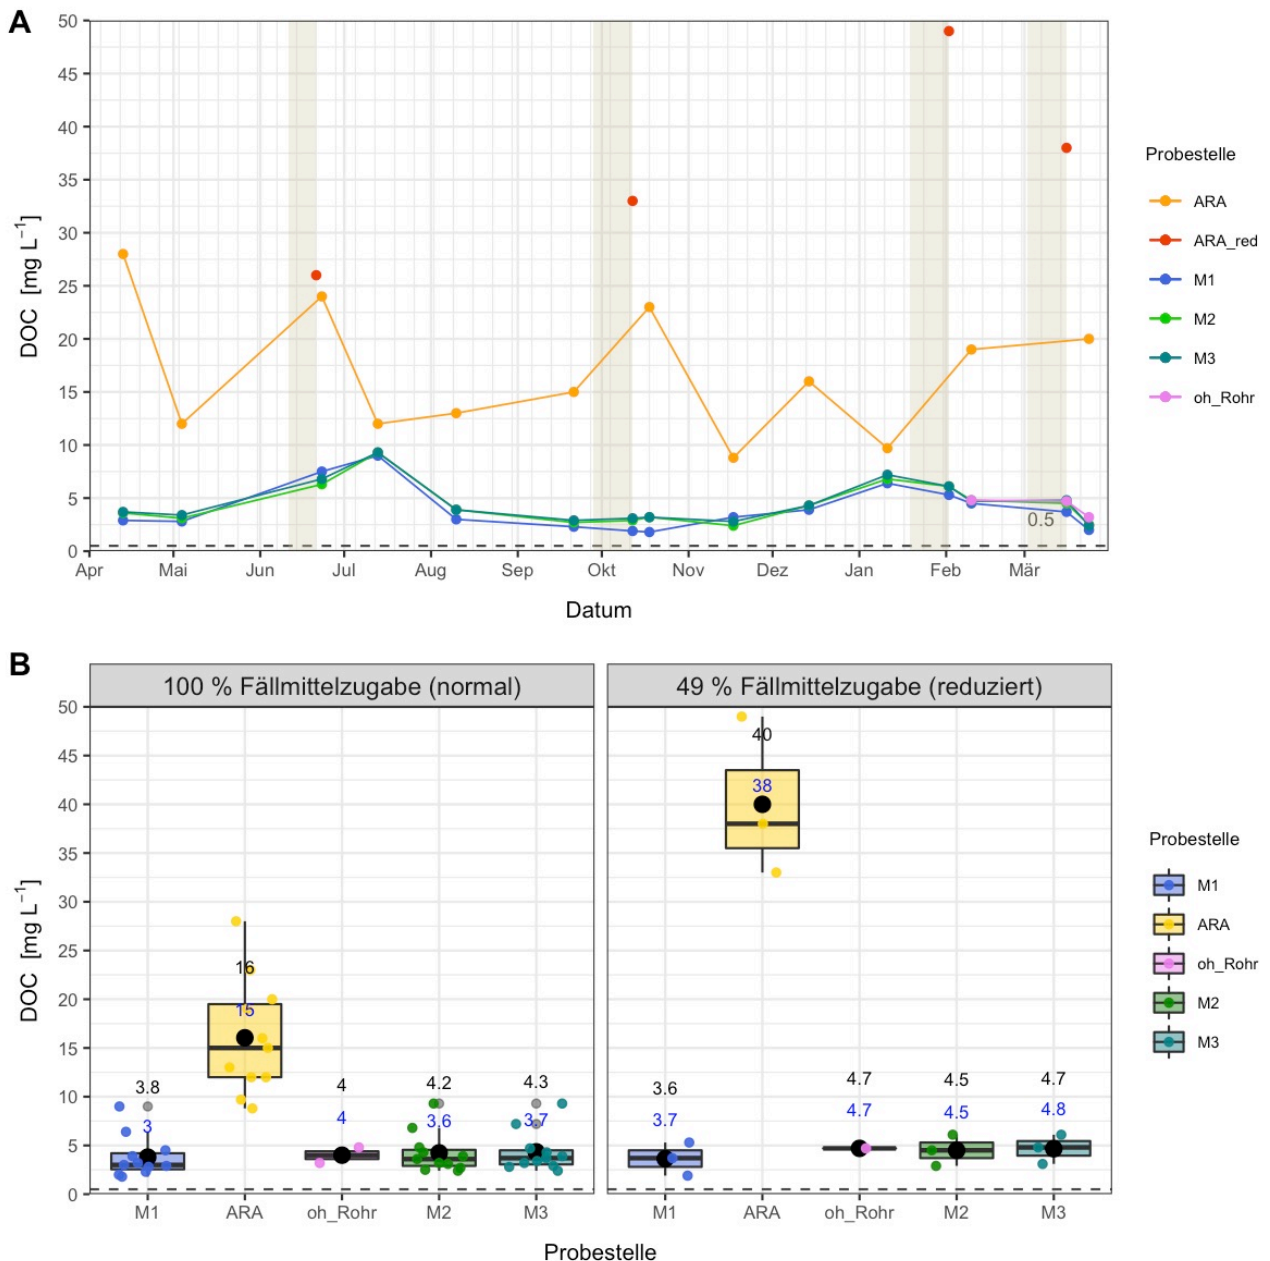 A
50
45
40
35
30
25
20
15
10
5
0
DOC [mg L⁻¹]
0.5
Apr Mai Jun Jul Aug Sep Okt Nov Dez Jan Feb Mär
Datum
Probestelle
ARA
ARA_red
M1
M2
M3
oh_Rohr
B
100 % Fällmittelzugabe (normal)
49 % Fällmittelzugabe (reduziert)
50
45
40
35
30
25
20
15
10
5
0
DOC [mg L⁻¹]
3.8
3
16
15
4
4
4.2
3.6
4.3
3.7
3.6
3.7
40
38
4.7
4.7
4.5
4.5
4.7
4.8
M1 ARA oh_Rohr M2 M3
M1 ARA oh_Rohr M2 M3
Probestelle
Probestelle
M1
ARA
oh_Rohr
M2
M3